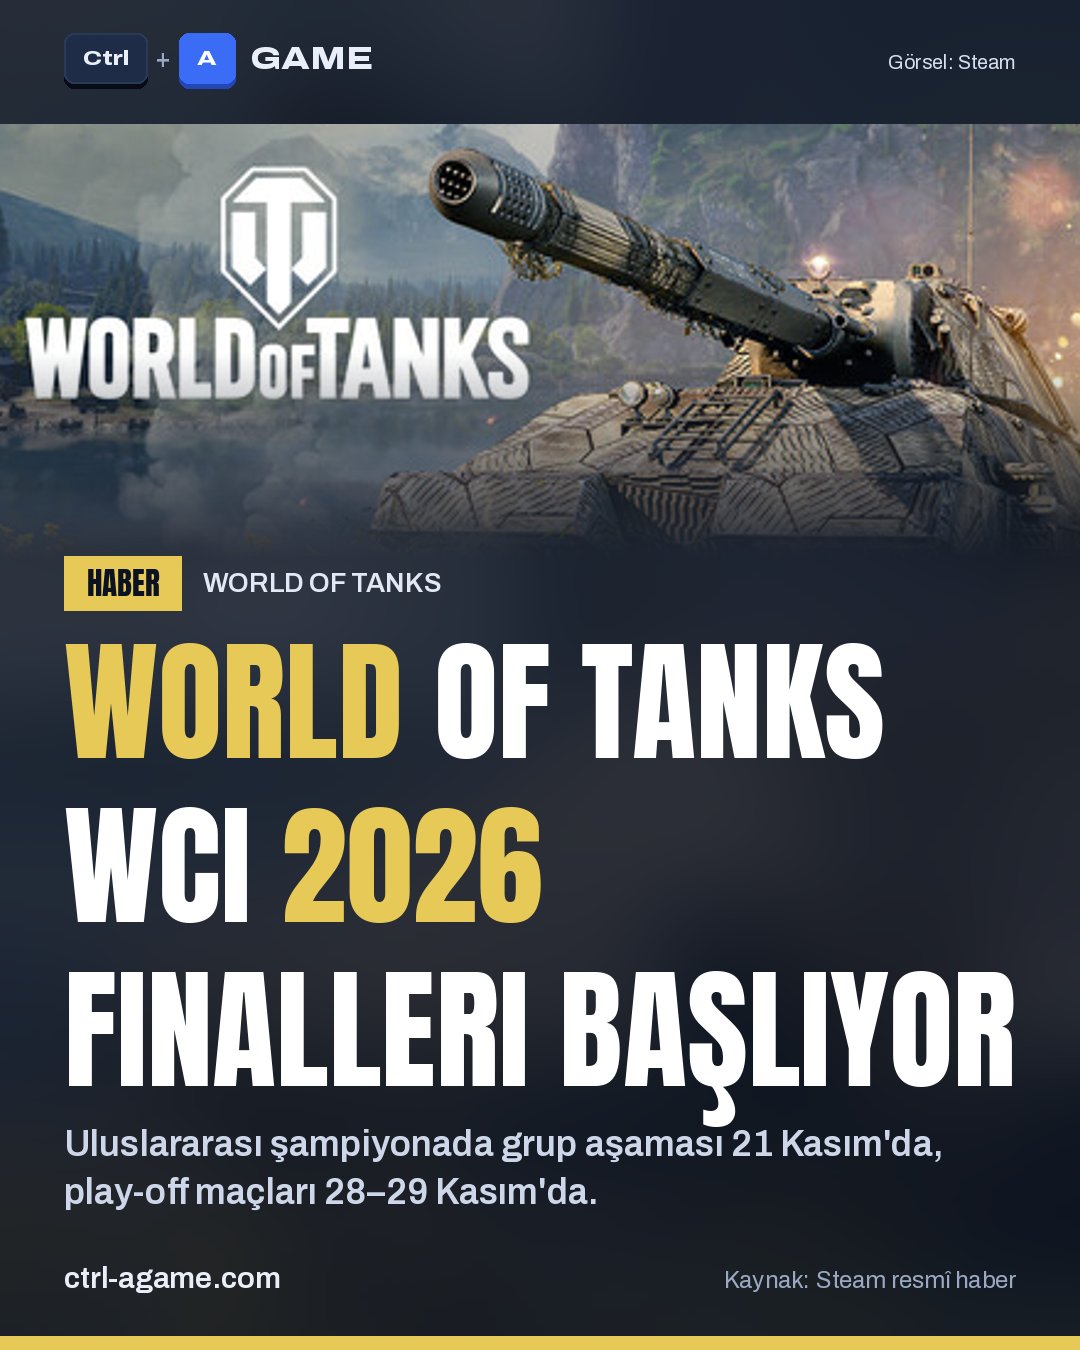 Ctrl + A GAME
Görsel: Steam
WORLD OF TANKS
HABER WORLD OF TANKS
WORLD OF TANKS
WCI 2026
FINALLERI BAŞLIYOR
Uluslararası şampiyonada grup aşaması 21 Kasım'da,
play-off maçları 28–29 Kasım'da.
ctrl-agame.com
Kaynak: Steam resmî haber